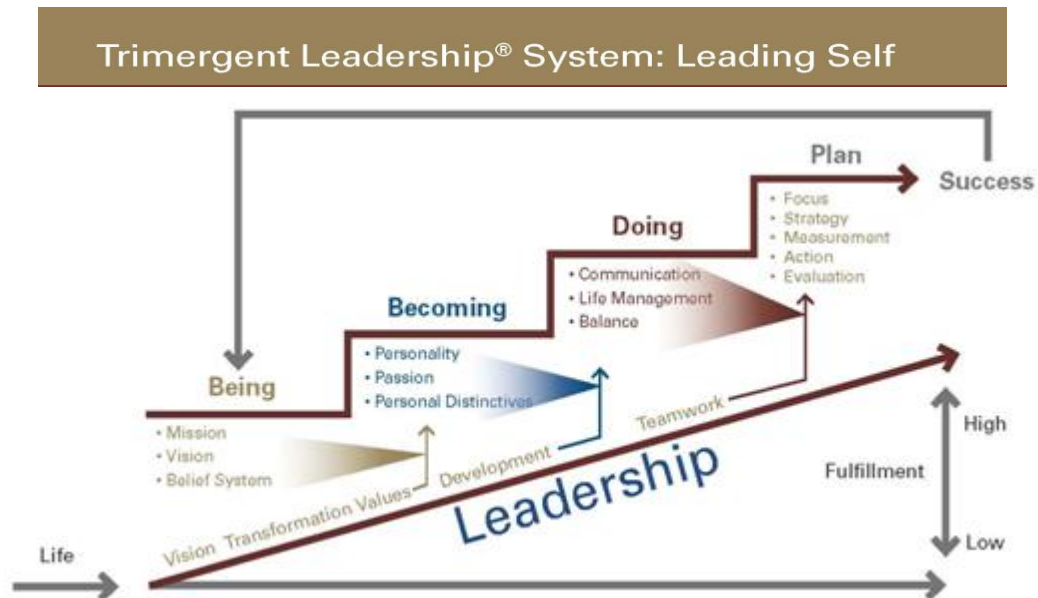 Trimergent Leadership® System: Leading Self
Plan
Success
• Focus
• Strategy
• Measurement
• Action
• Evaluation
Doing
• Communication
• Life Management
• Balance
Becoming
• Personality
• Passion
• Personal Distinctives
Being
• Mission
• Vision
• Belief System
Vision Transformation Values
Development
Teamwork
Leadership
High
Fulfillment
Low
Life